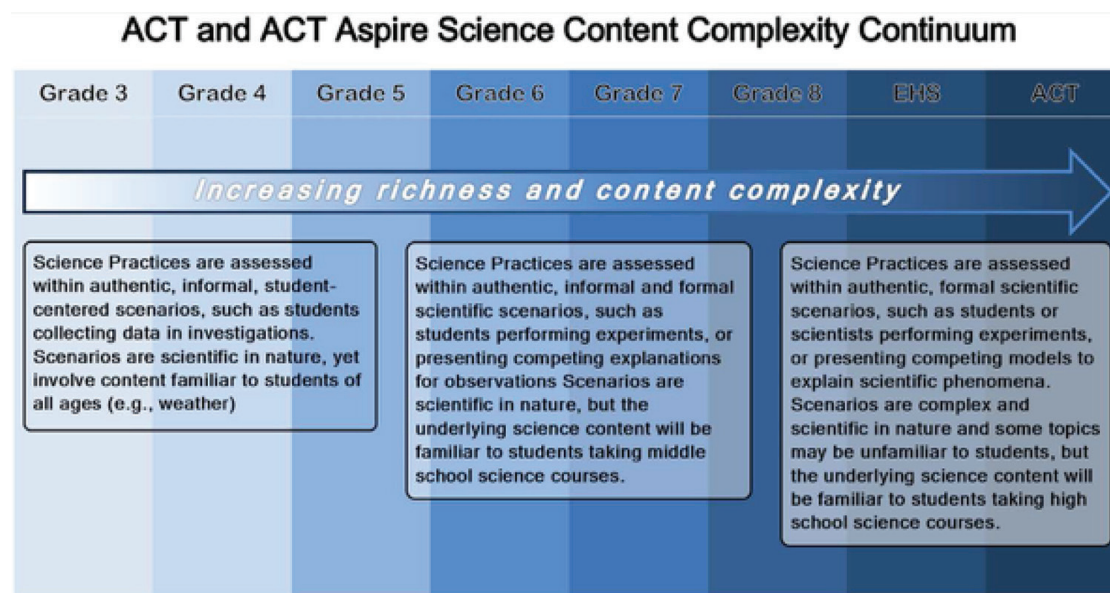 ACT and ACT Aspire Science Content Complexity Continuum
Grade 3 Grade 4 Grade 5 Grade 6 Grade 7 Grade 8 EHS ACT
Increasing richness and content complexity
Science Practices are assessed
within authentic, informal, student-
centered scenarios, such as students
collecting data in investigations.
Scenarios are scientific in nature, yet
involve content familiar to students of
all ages (e.g., weather)
Science Practices are assessed
within authentic, informal and formal
scientific scenarios, such as
students performing experiments, or
presenting competing explanations
for observations Scenarios are
scientific in nature, but the
underlying science content will be
familiar to students taking middle
school science courses.
Science Practices are assessed
within authentic, formal scientific
scenarios, such as students or
scientists performing experiments,
or presenting competing models to
explain scientific phenomena.
Scenarios are complex and
scientific in nature and some topics
may be unfamiliar to students, but
the underlying science content will
be familiar to students taking high
school science courses.